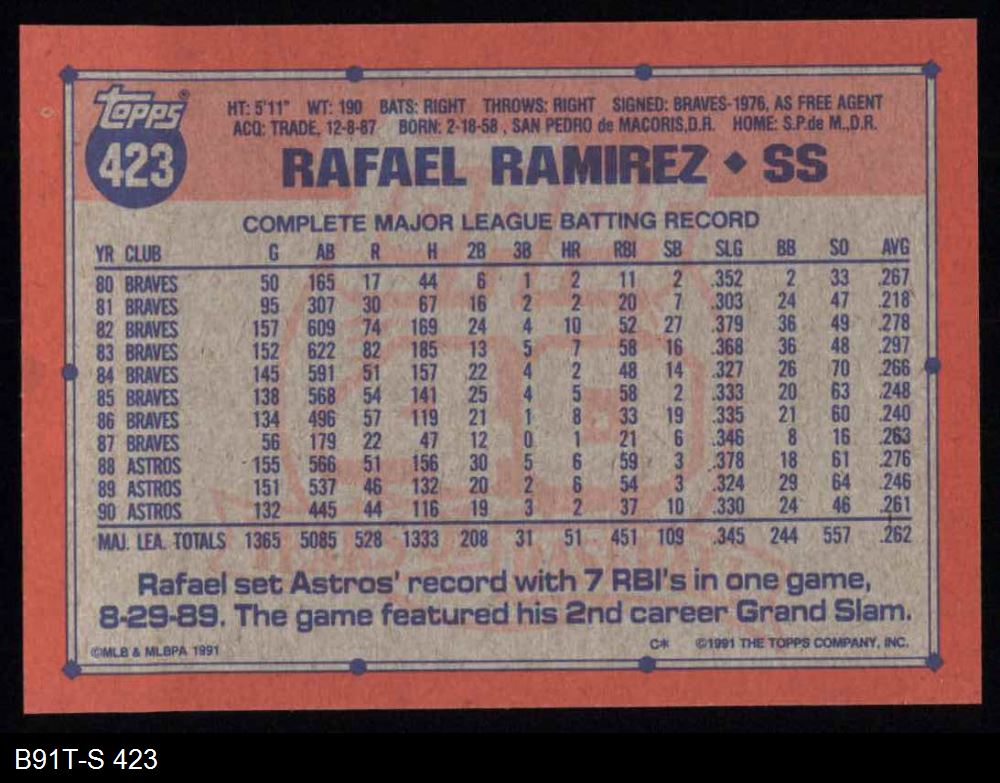 topps®
423
HT: 5'11" WT: 190 BATS: RIGHT THROWS: RIGHT SIGNED: BRAVES-1976, AS FREE AGENT
ACQ: TRADE, 12-8-87 BORN: 2-18-58, SAN PEDRO de MACORIS,D.R. HOME: S.P.de M.,D.R.
RAFAEL RAMIREZ ◆ SS
COMPLETE MAJOR LEAGUE BATTING RECORD
YR CLUB G AB R H 2B 3B HR RBI SB SLG BB SO AVG
80 BRAVES 50 165 17 44 6 1 2 11 2 .352 2 33 .267
81 BRAVES 95 307 30 67 16 2 2 20 7 .303 24 47 .218
82 BRAVES 157 609 74 169 24 4 10 52 27 .379 36 49 .278
83 BRAVES 152 622 82 185 13 5 7 58 16 .368 36 48 .297
84 BRAVES 145 591 51 157 22 4 2 48 14 .327 26 70 .266
85 BRAVES 138 568 54 141 25 4 5 58 2 .333 20 63 .248
86 BRAVES 134 496 57 119 21 1 8 33 19 .335 21 60 .240
87 BRAVES 56 179 22 47 12 0 1 21 6 .346 8 16 .263
88 ASTROS 155 566 51 156 30 5 6 59 3 .378 18 61 .276
89 ASTROS 151 537 46 132 20 2 6 54 3 .324 29 64 .246
90 ASTROS 132 445 44 116 19 3 2 37 10 .330 24 46 .261
MAJ. LEA. TOTALS 1365 5085 528 1333 208 31 51 451 109 .345 244 557 .262
Rafael set Astros' record with 7 RBI's in one game,
8-29-89. The game featured his 2nd career Grand Slam.
©MLB & MLBPA 1991 C* ©1991 THE TOPPS COMPANY, INC.
B91T-S 423